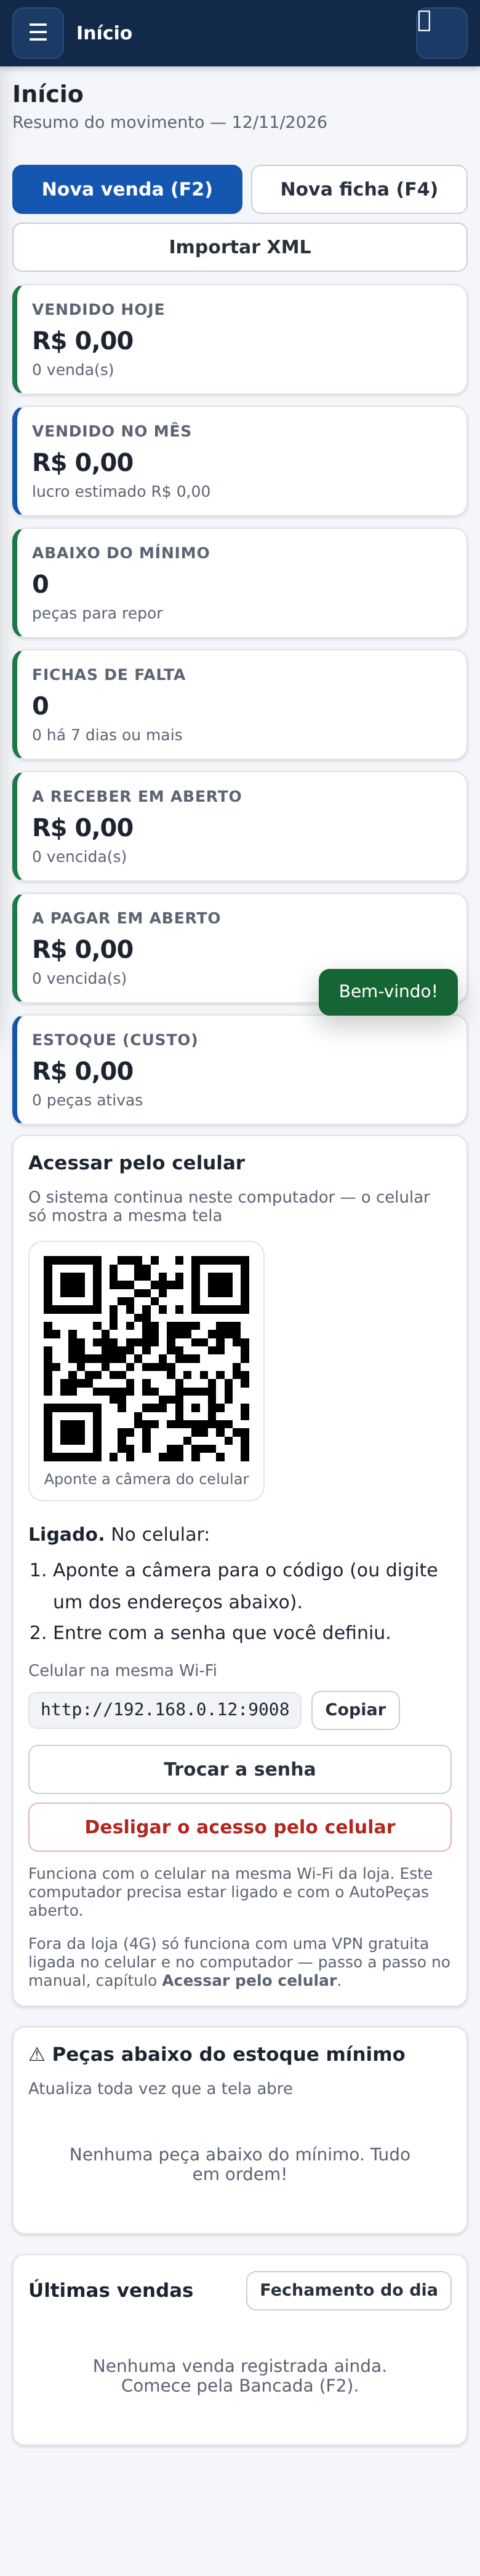 ☰ Início
Início
Resumo do movimento — 12/11/2026
Nova venda (F2)
Nova ficha (F4)
Importar XML
VENDIDO HOJE
R$ 0,00
0 venda(s)
VENDIDO NO MÊS
R$ 0,00
lucro estimado R$ 0,00
ABAIXO DO MÍNIMO
0
peças para repor
FICHAS DE FALTA
0
0 há 7 dias ou mais
A RECEBER EM ABERTO
R$ 0,00
0 vencida(s)
A PAGAR EM ABERTO
R$ 0,00
0 vencida(s)
Bem-vindo!
ESTOQUE (CUSTO)
R$ 0,00
0 peças ativas
Acessar pelo celular
O sistema continua neste computador — o celular
só mostra a mesma tela
Aponte a câmera do celular
Ligado. No celular:
1. Aponte a câmera para o código (ou digite
um dos endereços abaixo).
2. Entre com a senha que você definiu.
Celular na mesma Wi-Fi
http://192.168.0.12:9008
Copiar
Trocar a senha
Desligar o acesso pelo celular
Funciona com o celular na mesma Wi-Fi da loja. Este
computador precisa estar ligado e com o AutoPeças
aberto.
Fora da loja (4G) só funciona com uma VPN gratuita
ligada no celular e no computador — passo a passo no
manual, capítulo Acessar pelo celular.
⚠ Peças abaixo do estoque mínimo
Atualiza toda vez que a tela abre
Nenhuma peça abaixo do mínimo. Tudo
em ordem!
Últimas vendas
Fechamento do dia
Nenhuma venda registrada ainda.
Comece pela Bancada (F2).